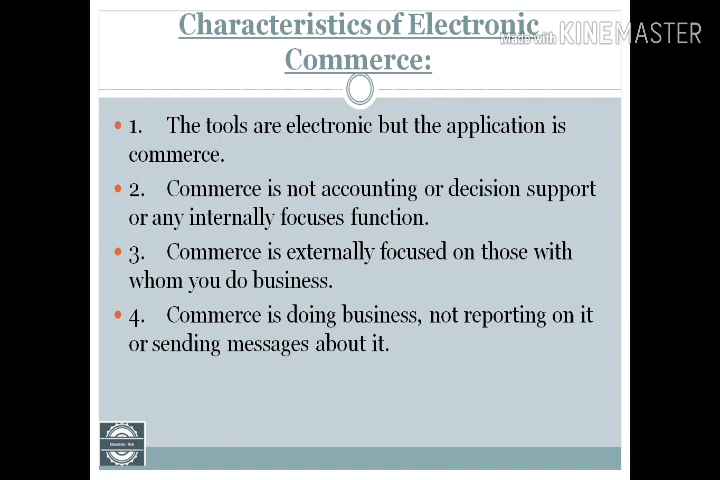 Characteristics of Electronic
Made with KINEMASTER
Commerce:
• 1. The tools are electronic but the application is
commerce.
• 2. Commerce is not accounting or decision support
or any internally focuses function.
• 3. Commerce is externally focused on those with
whom you do business.
• 4. Commerce is doing business, not reporting on it
or sending messages about it.
Education Hub